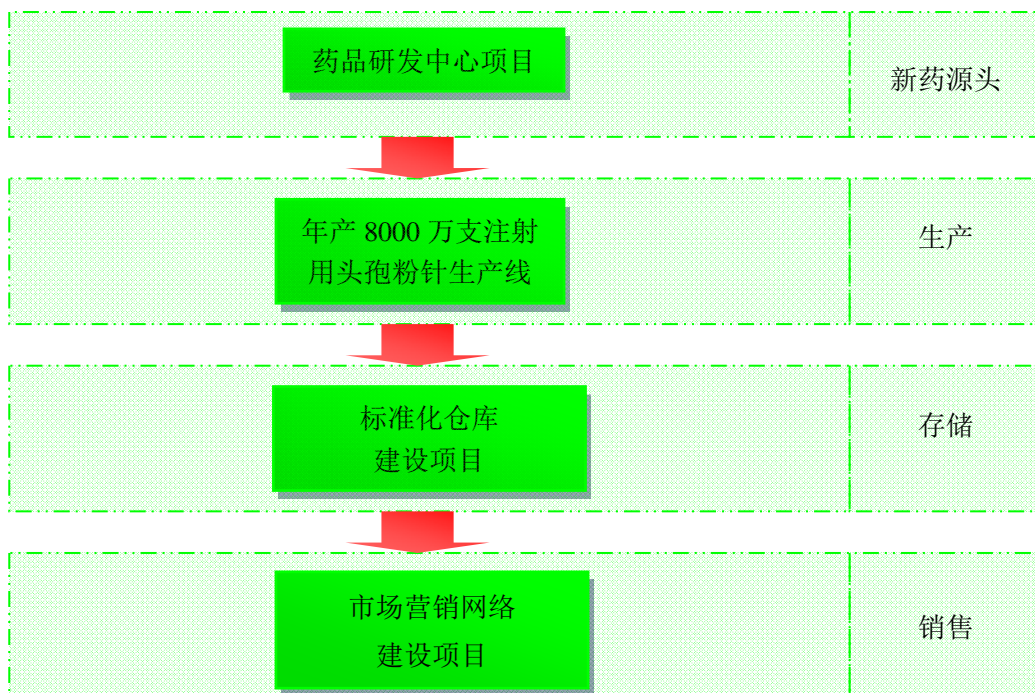 药品研发中心项目
新药源头
年产 8000 万支注射
用头孢粉针生产线
生产
标准化仓库
建设项目
存储
市场营销网络
建设项目
销售